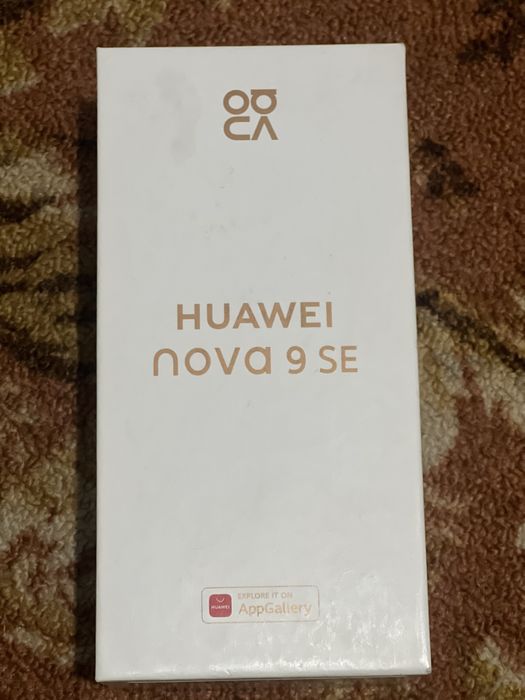 HUAWEI
nova 9 SE
EXPLORE IT ON
HUAWEI
AppGallery